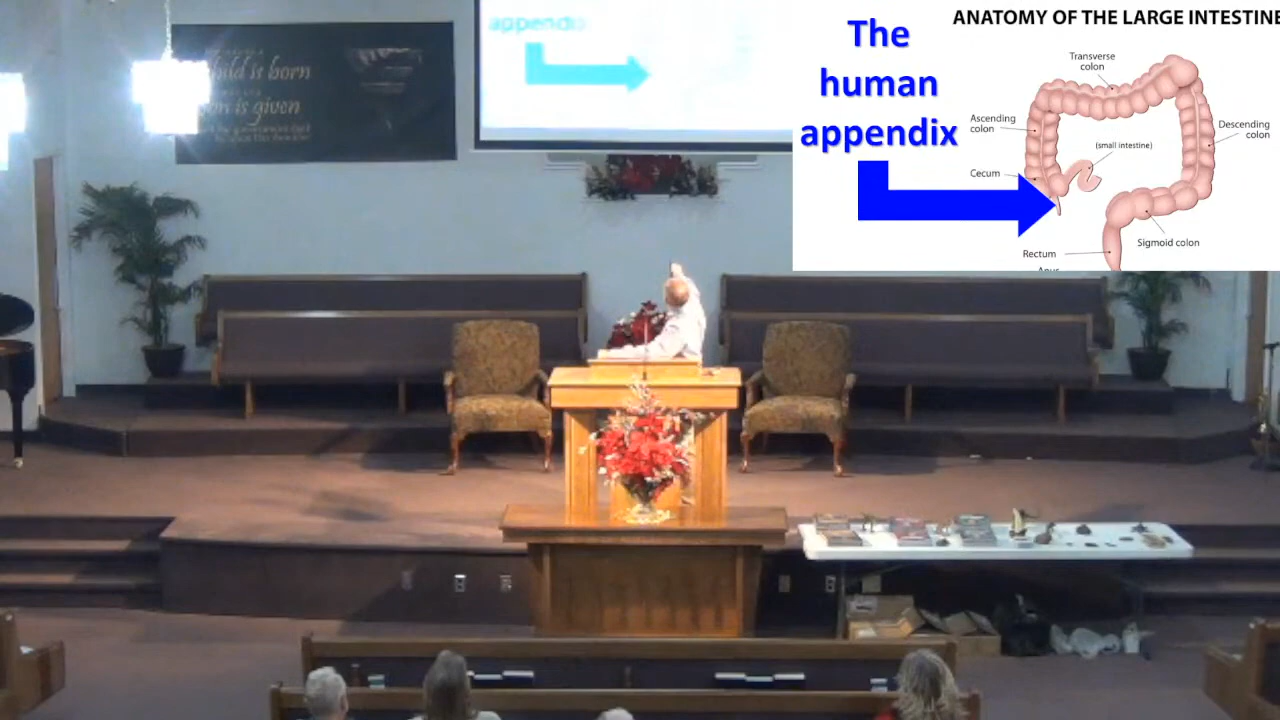 child is born
son is given
appendix
The
human
appendix
ANATOMY OF THE LARGE INTESTINE
Transverse
colon
Ascending
colon
Descending
colon
(small intestine)
Cecum
Sigmoid colon
Rectum
Anus